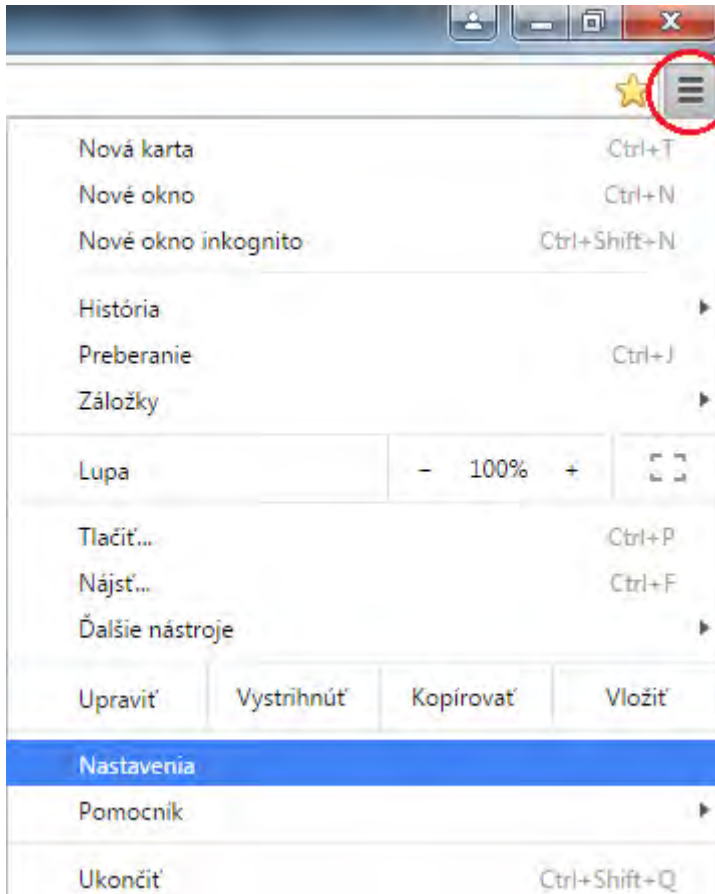 Nová karta Ctrl+T
Nové okno Ctrl+N
Nové okno inkognito Ctrl+Shift+N
História
Preberanie Ctrl+J
Záložky
Lupa − 100% +
Tlačiť... Ctrl+P
Nájsť... Ctrl+F
Ďalšie nástroje
Upraviť Vystrihnúť Kopírovať Vložiť
Nastavenia
Pomocník
Ukončiť Ctrl+Shift+Q